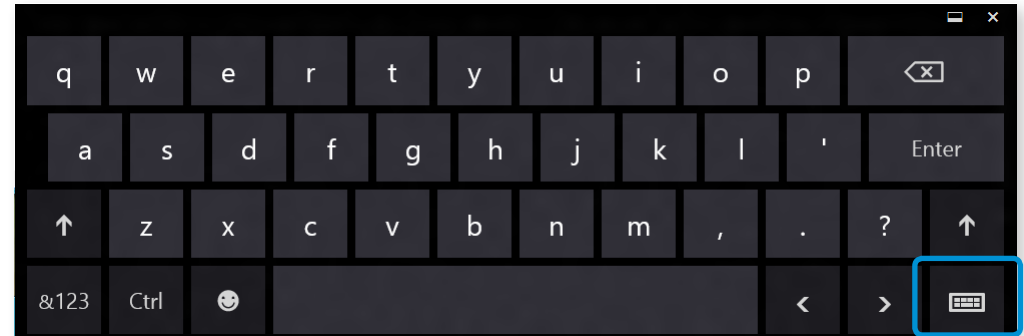 q w e r t y u i o p
a s d f g h j k l ' Enter
z x c v b n m , . ?
&123 Ctrl < >